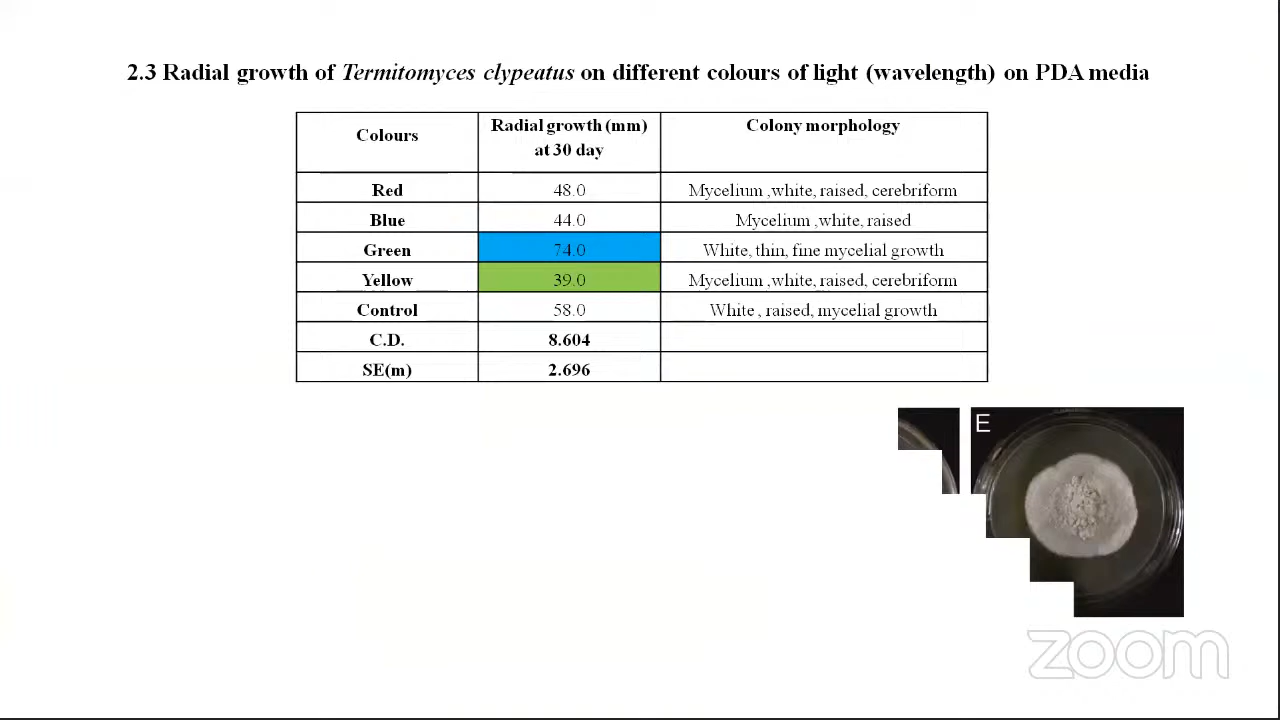 2.3 Radial growth of Termitomyces clypeatus on different colours of light (wavelength) on PDA media
Colours Radial growth (mm) at 30 day Colony morphology
Red 48.0 Mycelium ,white, raised, cerebriform
Blue 44.0 Mycelium ,white, raised
Green 74.0 White, thin, fine mycelial growth
Yellow 39.0 Mycelium ,white, raised, cerebriform
Control 58.0 White , raised, mycelial growth
C.D. 8.604
SE(m) 2.696
E
zoom